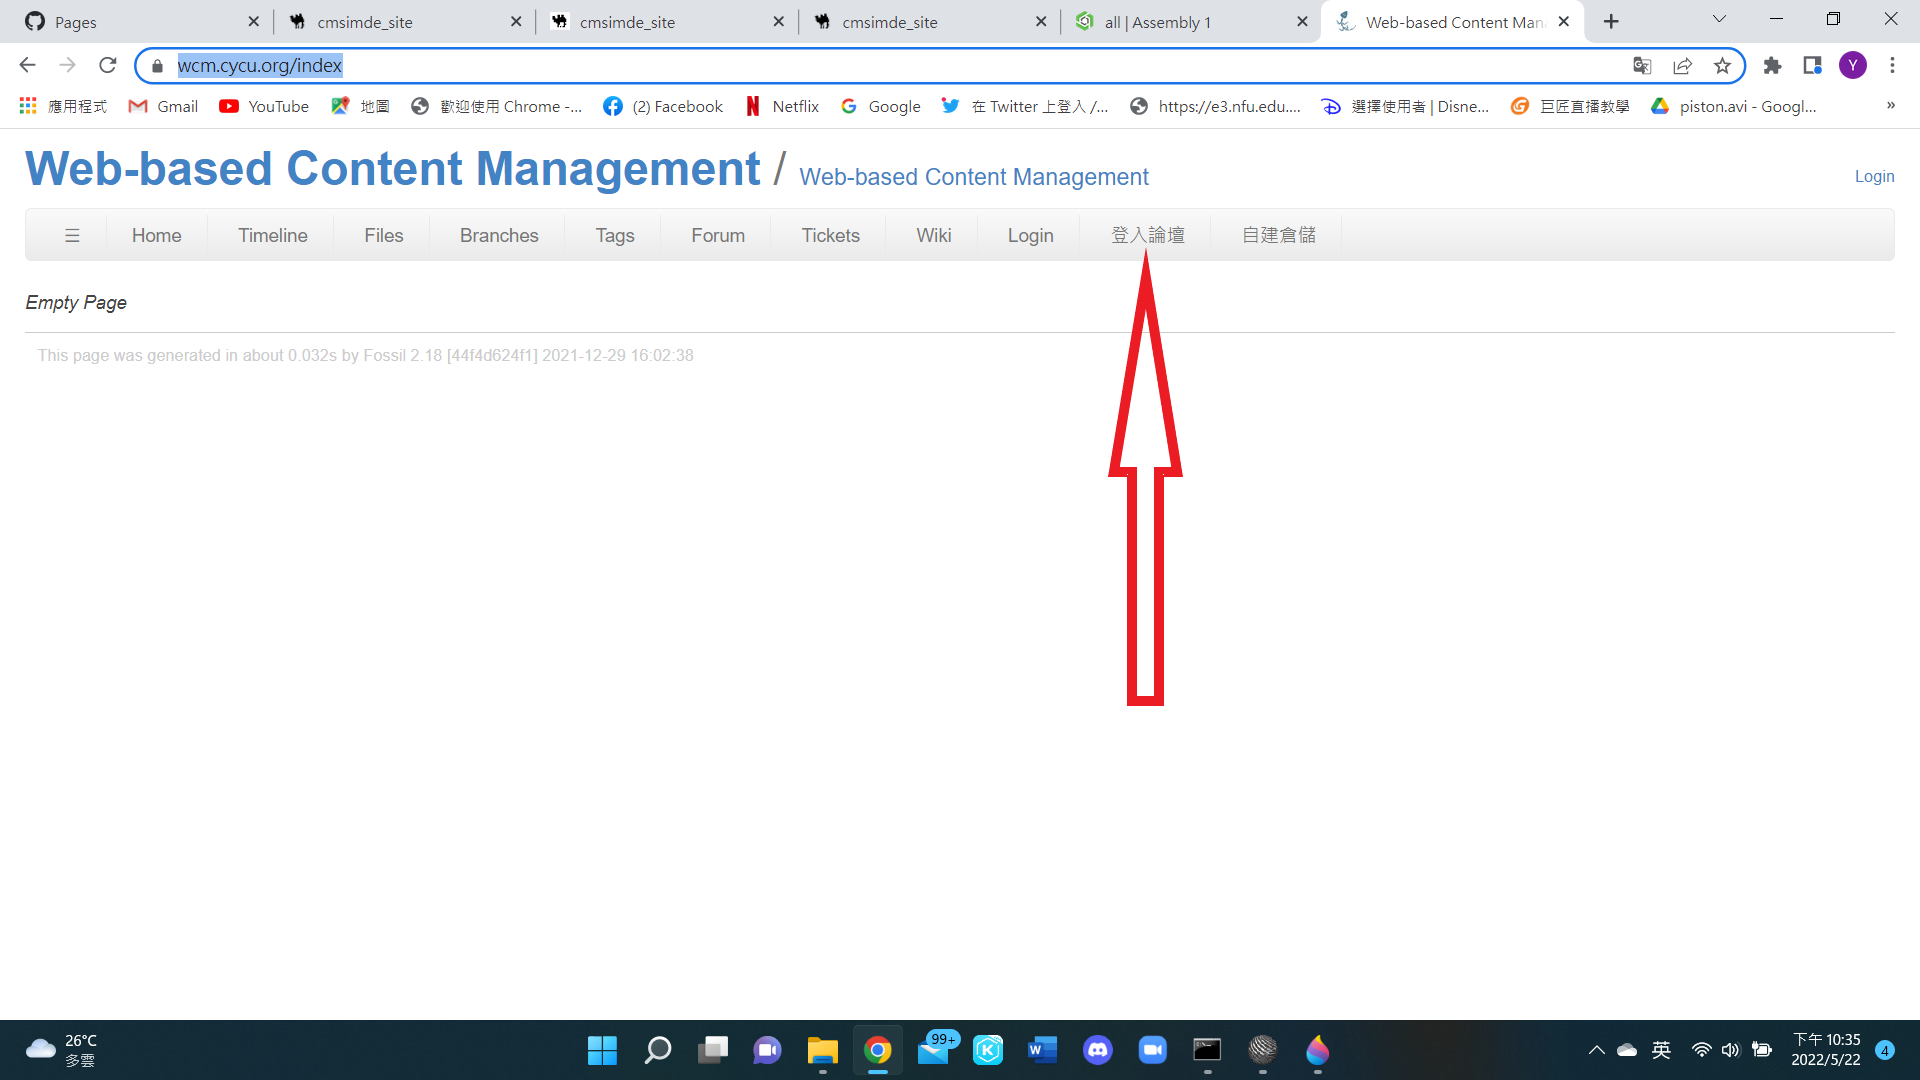 Pages
cmsimde_site
cmsimde_site
cmsimde_site
all | Assembly 1
Web-based Content Man
wcm.cycu.org/index
Y
應用程式
Gmail
YouTube
地圖
歡迎使用 Chrome -...
(2) Facebook
Netflix
Google
在 Twitter 上登入 /...
https://e3.nfu.edu....
選擇使用者 | Disne...
巨匠直播教學
piston.avi - Googl...
»
Web-based Content Management / Web-based Content Management
Login
☰ Home Timeline Files Branches Tags Forum Tickets Wiki Login 登入論壇 自建倉儲
Empty Page
This page was generated in about 0.032s by Fossil 2.18 [44f4d624f1] 2021-12-29 16:02:38
26°C
多雲
99+
英
下午 10:35
2022/5/22
4